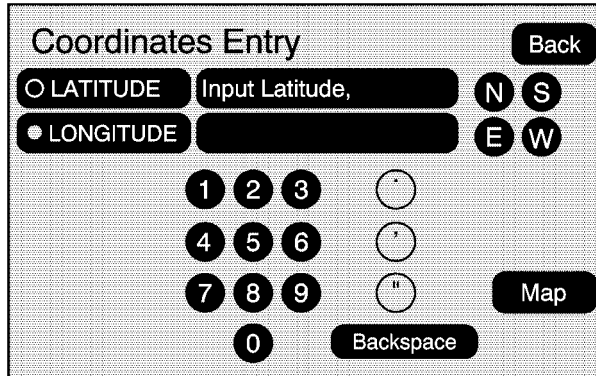 Coordinates Entry Back
LATITUDE Input Latitude, N S
LONGITUDE E W
1 2 3 °
4 5 6 '
7 8 9 " Map
0 Backspace